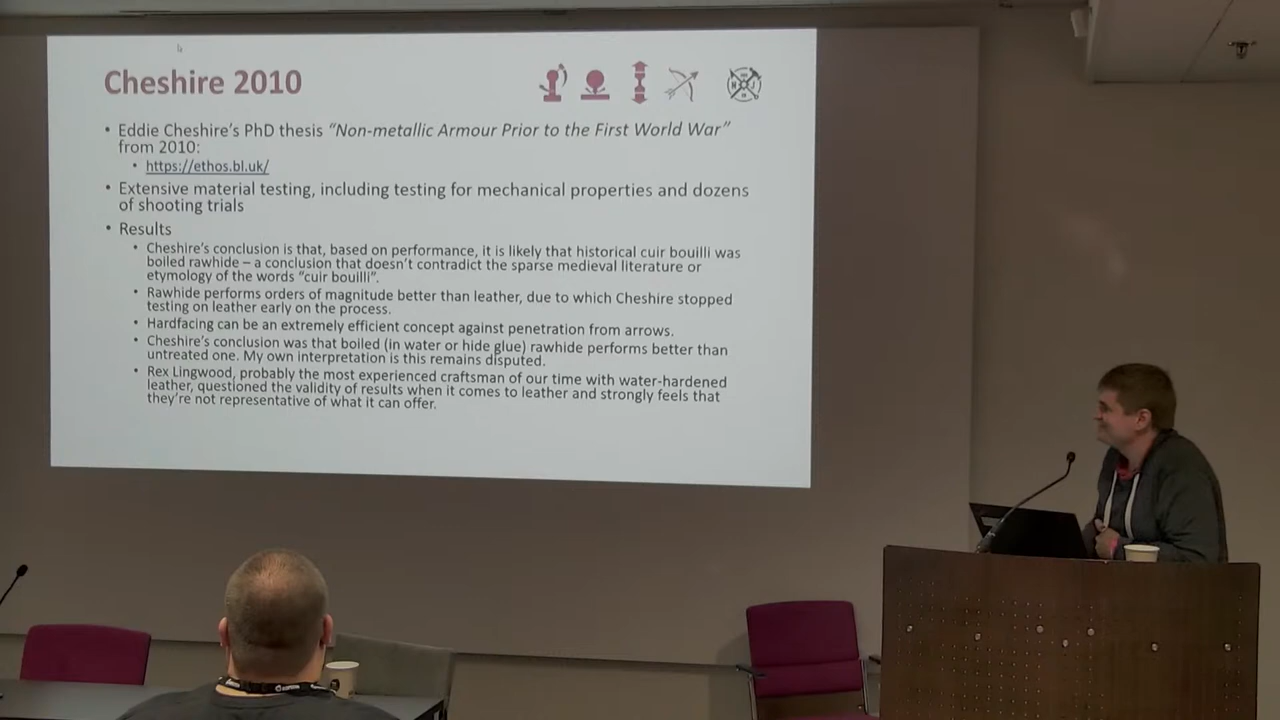 Cheshire 2010
• Eddie Cheshire's PhD thesis "Non-metallic Armour Prior to the First World War"
from 2010:
• https://ethos.bl.uk/
• Extensive material testing, including testing for mechanical properties and dozens
of shooting trials
• Results
• Cheshire's conclusion is that, based on performance, it is likely that historical cuir bouilli was
boiled rawhide – a conclusion that doesn't contradict the sparse medieval literature or
etymology of the words "cuir bouilli".
• Rawhide performs orders of magnitude better than leather, due to which Cheshire stopped
testing on leather early on the process.
• Hardfacing can be an extremely efficient concept against penetration from arrows.
• Cheshire's conclusion was that boiled (in water or hide glue) rawhide performs better than
untreated one. My own interpretation is this remains disputed.
• Rex Lingwood, probably the most experienced craftsman of our time with water-hardened
leather, questioned the validity of results when it comes to leather and strongly feels that
they're not representative of what it can offer.